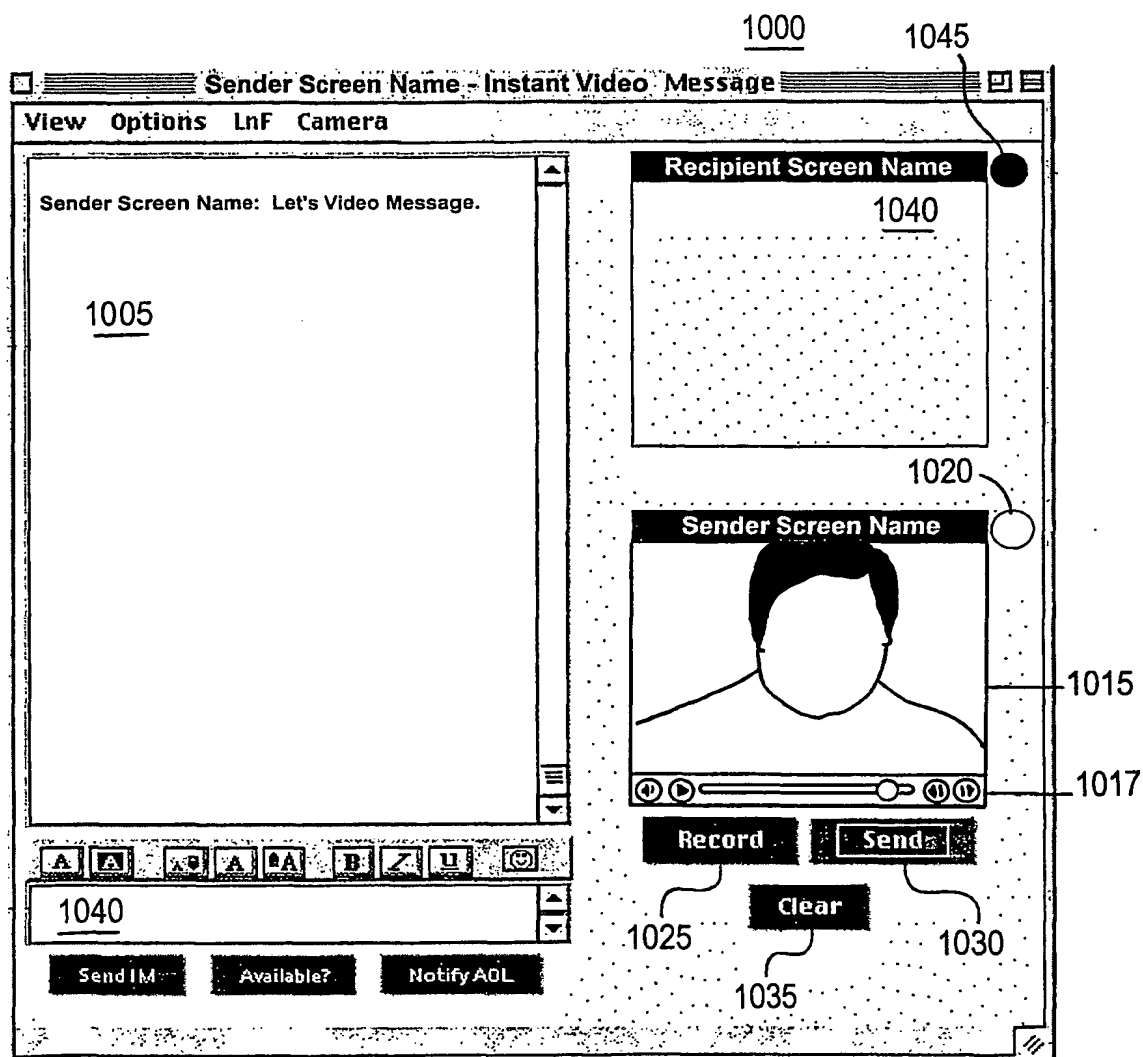 1000
1045
Sender Screen Name - Instant Video Message
View Options LnF Camera
Recipient Screen Name
1040
Sender Screen Name: Let's Video Message.
1005
1020
Sender Screen Name
1015
1017
Record Send
A A A A A B I U
1040
Clear
1025 1030
Send IM Available? Notify AOL
1035